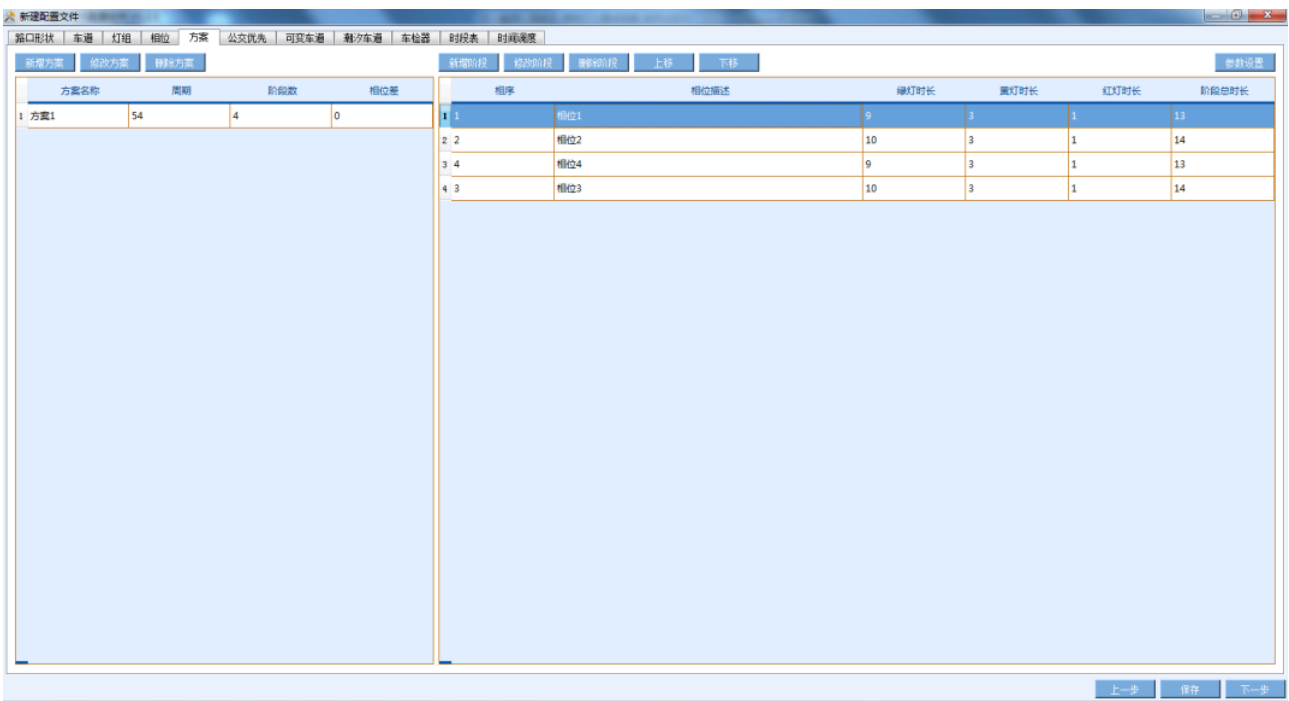 新建配置文件
路口形状 车道 灯组 相位 方案 公交优先 可变车道 潮汐车道 车检器 时段表 时间调度
新增方案 修改方案 删除方案 新增阶段 修改阶段 删除阶段 上移 下移 参数设置
方案名称 周期 阶段数 相位差 相序 相位描述 绿灯时长 黄灯时长 红灯时长 阶段总时长
1 方案1 54 4 0 1 1 相位1 9 3 1 13
2 2 相位2 10 3 1 14
3 4 相位4 9 3 1 13
4 3 相位3 10 3 1 14
上一步 保存 下一步